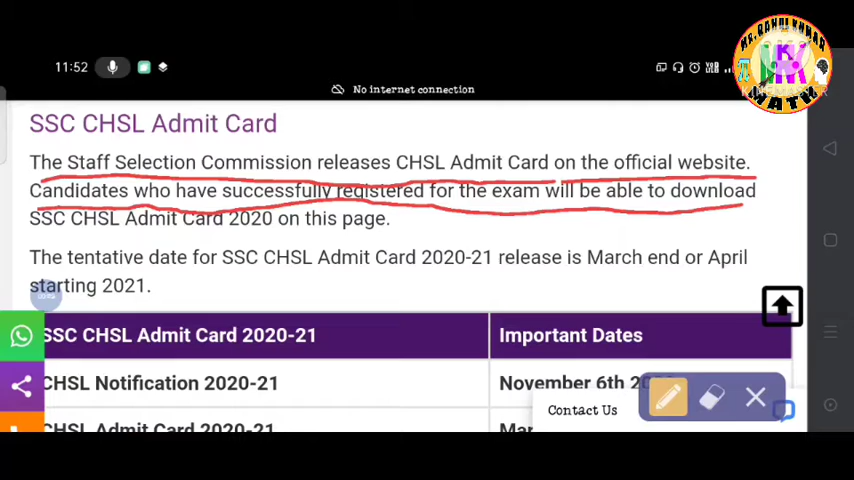 11:52
No internet connection
SSC CHSL Admit Card
The Staff Selection Commission releases CHSL Admit Card on the official website.
Candidates who have successfully registered for the exam will be able to download
SSC CHSL Admit Card 2020 on this page.
The tentative date for SSC CHSL Admit Card 2020-21 release is March end or April
starting 2021.
SSC CHSL Admit Card 2020-21 Important Dates
CHSL Notification 2020-21 November 6th
Contact Us
CHSL Admit Card 2020-21
MATH